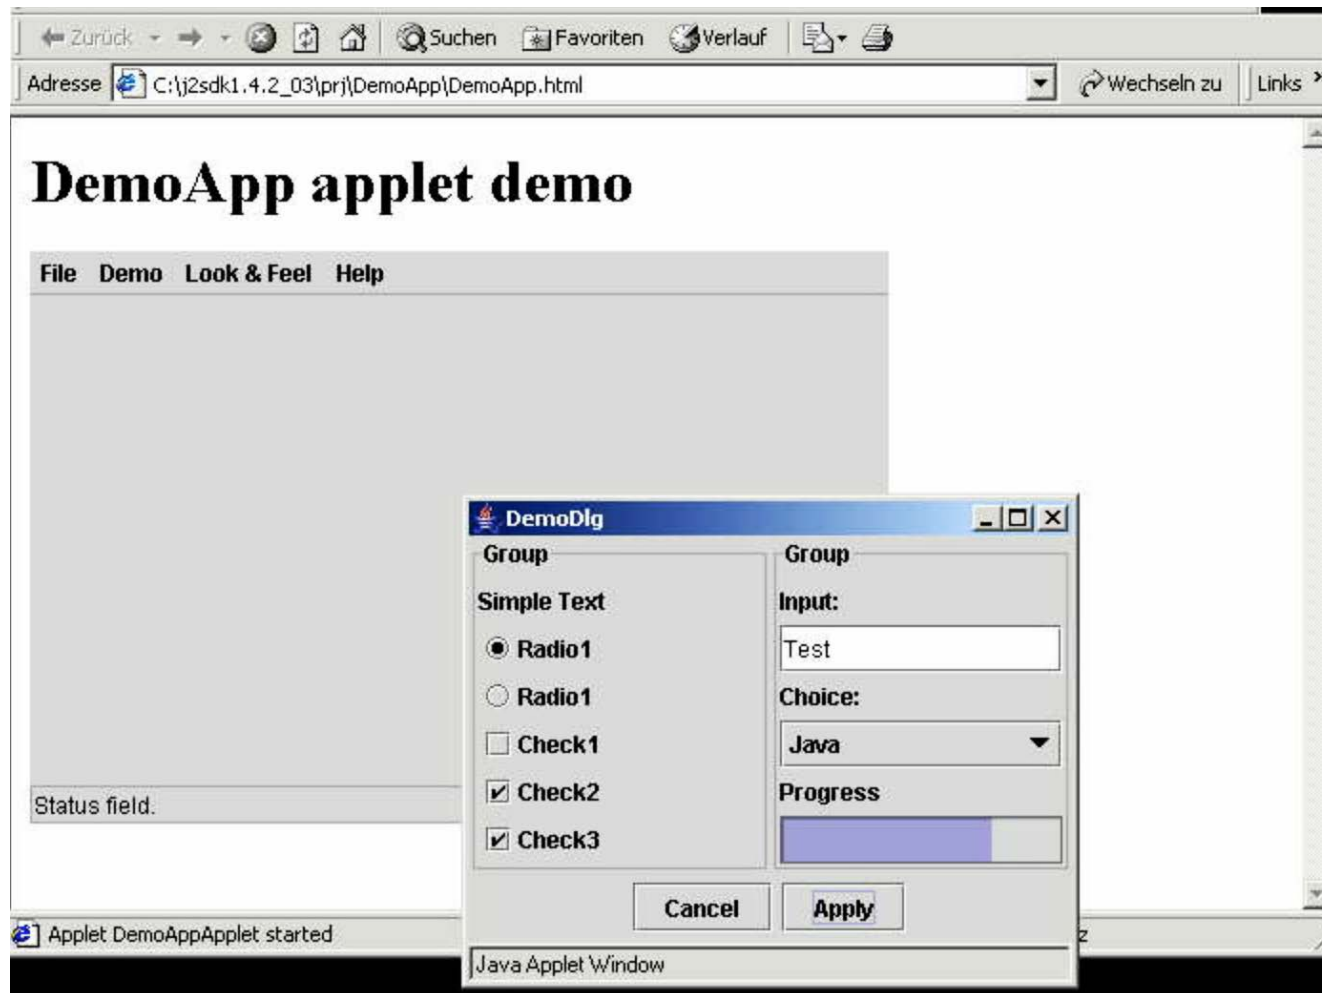 Zurück Suchen Favoriten Verlauf
Adresse C:\j2sdk1.4.2_03\prj\DemoApp\DemoApp.html Wechseln zu Links
DemoApp applet demo
File Demo Look & Feel Help
Status field.
DemoDlg
Group
Simple Text
Radio1
Radio1
Check1
Check2
Check3
Group
Input:
Test
Choice:
Java
Progress
Cancel Apply
Java Applet Window
Applet DemoAppApplet started